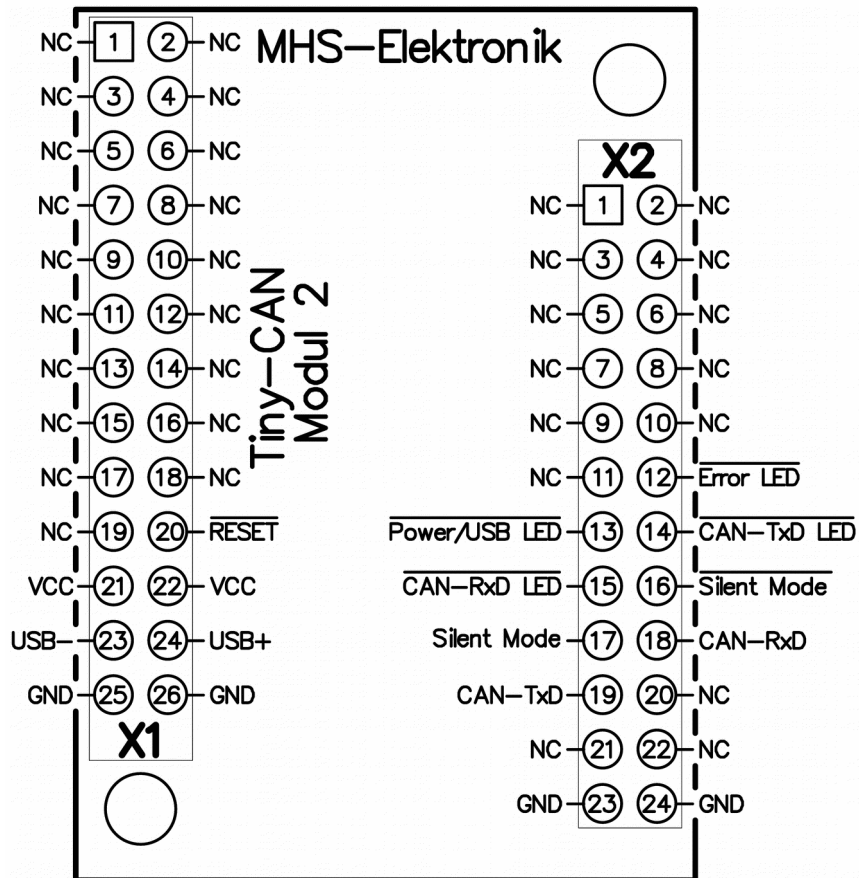 MHS-Elektronik
NC 1 2 NC
NC 3 4 NC
NC 5 6 NC
NC 7 8 NC
NC 9 10 NC
NC 11 12 NC
NC 13 14 NC
NC 15 16 NC
NC 17 18 NC
NC 19 20 RESET
VCC 21 22 VCC
USB- 23 24 USB+
GND 25 26 GND
X1
Tiny-CAN
Modul 2
X2
NC 1 2 NC
NC 3 4 NC
NC 5 6 NC
NC 7 8 NC
NC 9 10 NC
NC 11 12 Error LED
Power/USB LED 13 14 CAN-TxD LED
CAN-RxD LED 15 16 Silent Mode
Silent Mode 17 18 CAN-RxD
CAN-TxD 19 20 NC
NC 21 22 NC
GND 23 24 GND